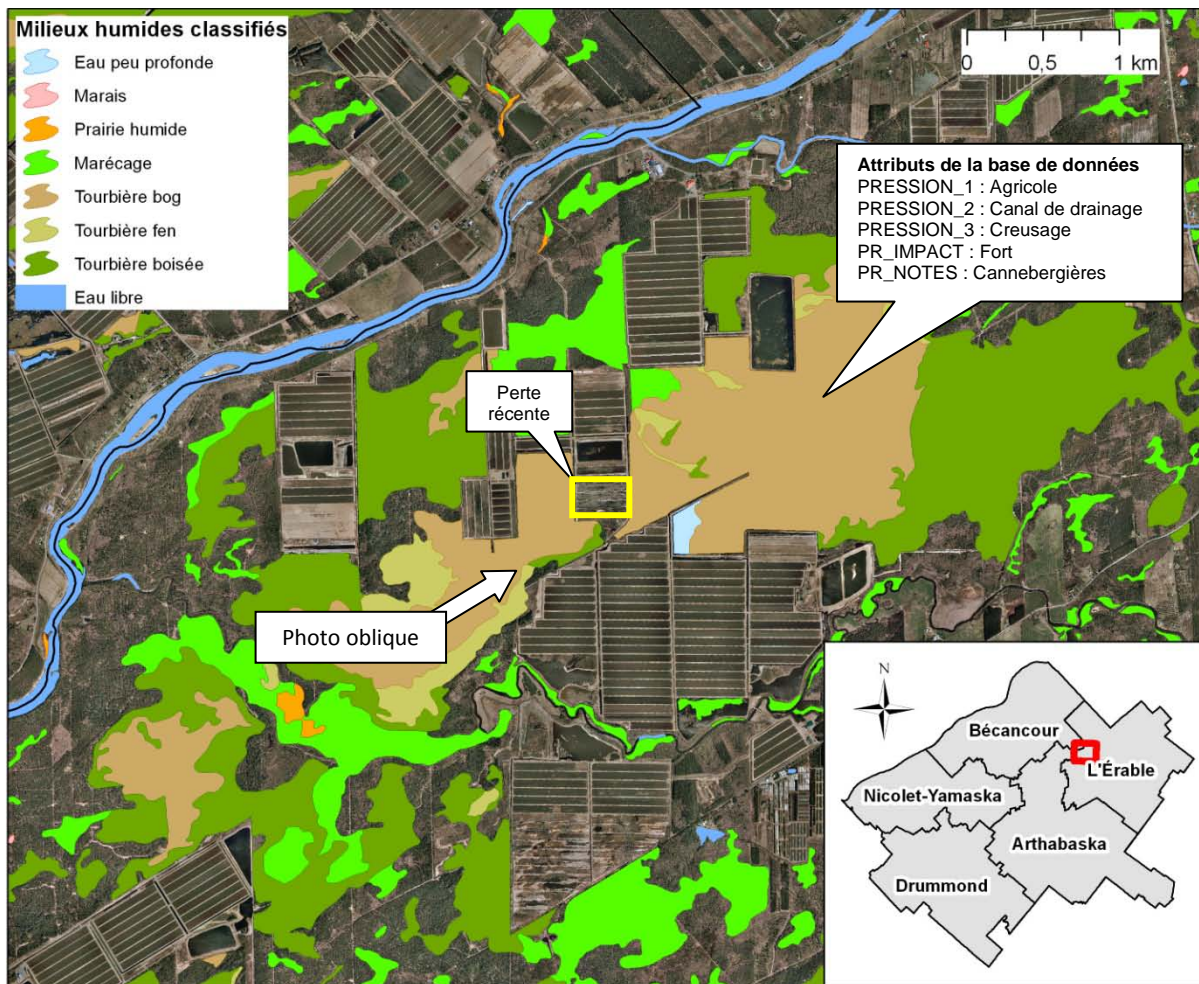 Milieux humides classifiés
Eau peu profonde
Marais
Prairie humide
Marécage
Tourbière bog
Tourbière fen
Tourbière boisée
Eau libre
0 0,5 1 km
Attributs de la base de données
PRESSION_1 : Agricole
PRESSION_2 : Canal de drainage
PRESSION_3 : Creusage
PR_IMPACT : Fort
PR_NOTES : Cannebergières
Perte
récente
Photo oblique
N
Bécancour
L'Érable
Nicolet-Yamaska
Arthabaska
Drummond